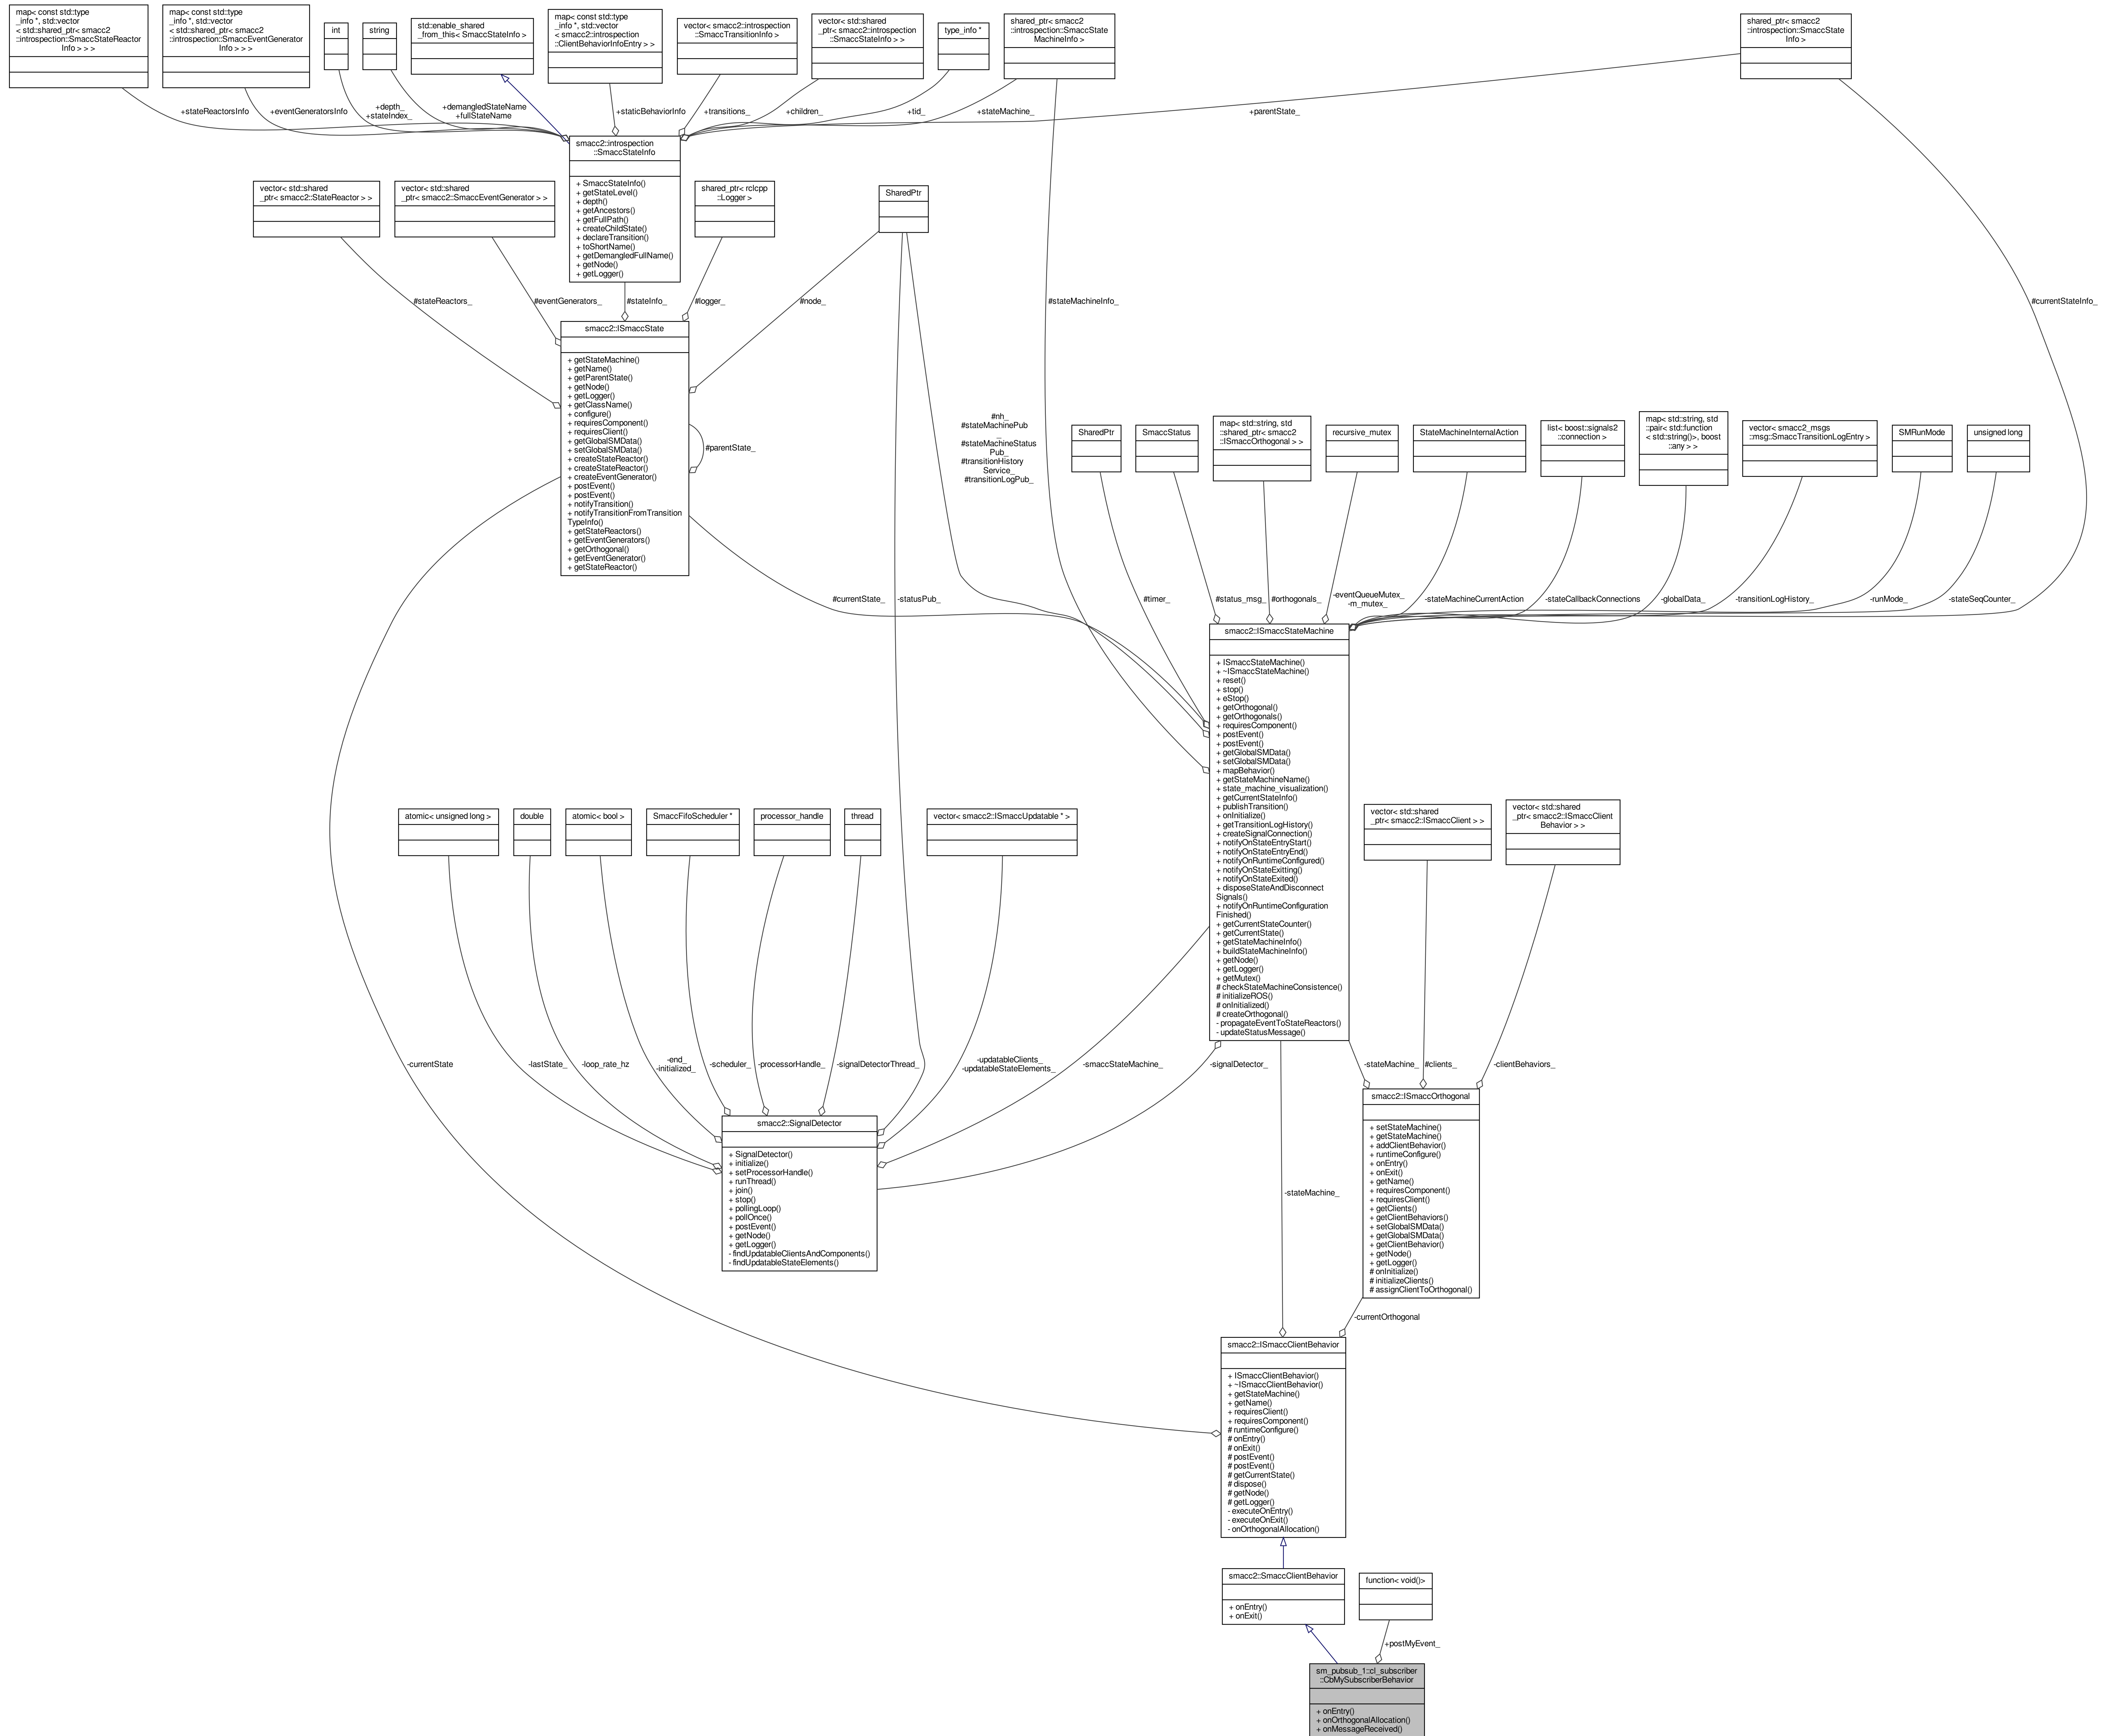 map< const std::type
_info *, std::vector
< std::shared_ptr< smacc2
::introspection::SmaccStateReactor
Info > > >
map< const std::type
_info *, std::vector
< std::shared_ptr< smacc2
::introspection::SmaccEventGenerator
Info > > >
int
string
std::enable_shared
_from_this< SmaccStateInfo >
map< const std::type
_info *, std::vector
< smacc2::introspection
::ClientBehaviorInfoEntry > >
vector< smacc2::introspection
::SmaccTransitionInfo >
vector< std::shared
_ptr< smacc2::introspection
::SmaccStateInfo > >
type_info *
shared_ptr< smacc2
::introspection::SmaccState
MachineInfo >
shared_ptr< smacc2
::introspection::SmaccState
Info >
+stateReactorsInfo
+eventGeneratorsInfo
+depth_
+stateIndex_
+demangledStateName
+fullStateName
+staticBehaviorInfo
+transitions_
+children_
+tid_
+stateMachine_
+parentState_
smacc2::introspection
::SmaccStateInfo
+ SmaccStateInfo()
+ getStateLevel()
+ depth()
+ getAncestors()
+ getFullPath()
+ createChildState()
+ declareTransition()
+ toShortName()
+ getDemangledFullName()
+ getNode()
+ getLogger()
vector< std::shared
_ptr< smacc2::StateReactor > >
vector< std::shared
_ptr< smacc2::SmaccEventGenerator > >
shared_ptr< rclcpp
::Logger >
SharedPtr
#stateReactors_
#eventGenerators_
#stateInfo_
#logger_
#node_
#stateMachineInfo_
#currentStateInfo_
smacc2::ISmaccState
+ getStateMachine()
+ getName()
+ getParentState()
+ getNode()
+ getLogger()
+ getClassName()
+ configure()
+ requiresComponent()
+ requiresClient()
+ getGlobalSMData()
+ setGlobalSMData()
+ createStateReactor()
+ createStateReactor()
+ createEventGenerator()
+ postEvent()
+ postEvent()
+ notifyTransition()
+ notifyTransitionFromTransition
TypeInfo()
+ getStateReactors()
+ getEventGenerators()
+ getOrthogonal()
+ getEventGenerator()
+ getStateReactor()
#parentState_
#nh_
#stateMachinePub
_
#stateMachineStatus
Pub_
#transitionHistory
Service_
#transitionLogPub_
SharedPtr
SmaccStatus
map< std::string, std
::shared_ptr< smacc2
::ISmaccOrthogonal > >
recursive_mutex
StateMachineInternalAction
list< boost::signals2
::connection >
map< std::string, std
::pair< std::function
< std::string()>, boost
::any > >
vector< smacc2_msgs
::msg::SmaccTransitionLogEntry >
SMRunMode
unsigned long
#currentState_
-statusPub_
#timer_
#status_msg_
#orthogonals_
-eventQueueMutex_
-m_mutex_
-stateMachineCurrentAction
-stateCallbackConnections
-globalData_
-transitionLogHistory_
-runMode_
-stateSeqCounter_
smacc2::ISmaccStateMachine
+ ISmaccStateMachine()
+ ~ISmaccStateMachine()
+ reset()
+ stop()
+ eStop()
+ getOrthogonal()
+ getOrthogonals()
+ requiresComponent()
+ postEvent()
+ postEvent()
+ getGlobalSMData()
+ setGlobalSMData()
+ mapBehavior()
+ getStateMachineName()
+ state_machine_visualization()
+ getCurrentStateInfo()
+ publishTransition()
+ onInitialize()
+ getTransitionLogHistory()
+ createSignalConnection()
+ notifyOnStateEntryStart()
+ notifyOnStateEntryEnd()
+ notifyOnRuntimeConfigured()
+ notifyOnStateExitting()
+ notifyOnStateExited()
+ disposeStateAndDisconnect
Signals()
+ notifyOnRuntimeConfiguration
Finished()
+ getCurrentStateCounter()
+ getCurrentState()
+ getStateMachineInfo()
+ buildStateMachineInfo()
+ getNode()
+ getLogger()
+ getMutex()
# checkStateMachineConsistence()
# initializeROS()
# onInitialized()
# createOrthogonal()
- propagateEventToStateReactors()
- updateStatusMessage()
atomic< unsigned long >
double
atomic< bool >
SmaccFifoScheduler *
processor_handle
thread
vector< smacc2::ISmaccUpdatable * >
vector< std::shared
_ptr< smacc2::ISmaccClient > >
vector< std::shared
_ptr< smacc2::ISmaccClient
Behavior > >
-currentState
-lastState_
-loop_rate_hz
-end_
-initialized_
-scheduler_
-processorHandle_
-signalDetectorThread_
-updatableClients_
-updatableStateElements_
-smaccStateMachine_
-signalDetector_
-stateMachine_
#clients_
-clientBehaviors_
smacc2::SignalDetector
+ SignalDetector()
+ initialize()
+ setProcessorHandle()
+ runThread()
+ join()
+ stop()
+ pollingLoop()
+ pollOnce()
+ postEvent()
+ getNode()
+ getLogger()
- findUpdatableClientsAndComponents()
- findUpdatableStateElements()
smacc2::ISmaccOrthogonal
+ setStateMachine()
+ getStateMachine()
+ addClientBehavior()
+ runtimeConfigure()
+ onEntry()
+ onExit()
+ getName()
+ requiresComponent()
+ requiresClient()
+ getClients()
+ getClientBehaviors()
+ setGlobalSMData()
+ getGlobalSMData()
+ getClientBehavior()
+ getNode()
+ getLogger()
# onInitialize()
# initializeClients()
# assignClientToOrthogonal()
-stateMachine_
-currentOrthogonal
smacc2::ISmaccClientBehavior
+ ISmaccClientBehavior()
+ ~ISmaccClientBehavior()
+ getStateMachine()
+ getName()
+ requiresClient()
+ requiresComponent()
# runtimeConfigure()
# onEntry()
# onExit()
# postEvent()
# postEvent()
# getCurrentState()
# dispose()
# getNode()
# getLogger()
- executeOnEntry()
- executeOnExit()
- onOrthogonalAllocation()
smacc2::SmaccClientBehavior
+ onEntry()
+ onExit()
function< void()>
+postMyEvent_
sm_pubsub_1::cl_subscriber
::CbMySubscriberBehavior
+ onEntry()
+ onOrthogonalAllocation()
+ onMessageReceived()